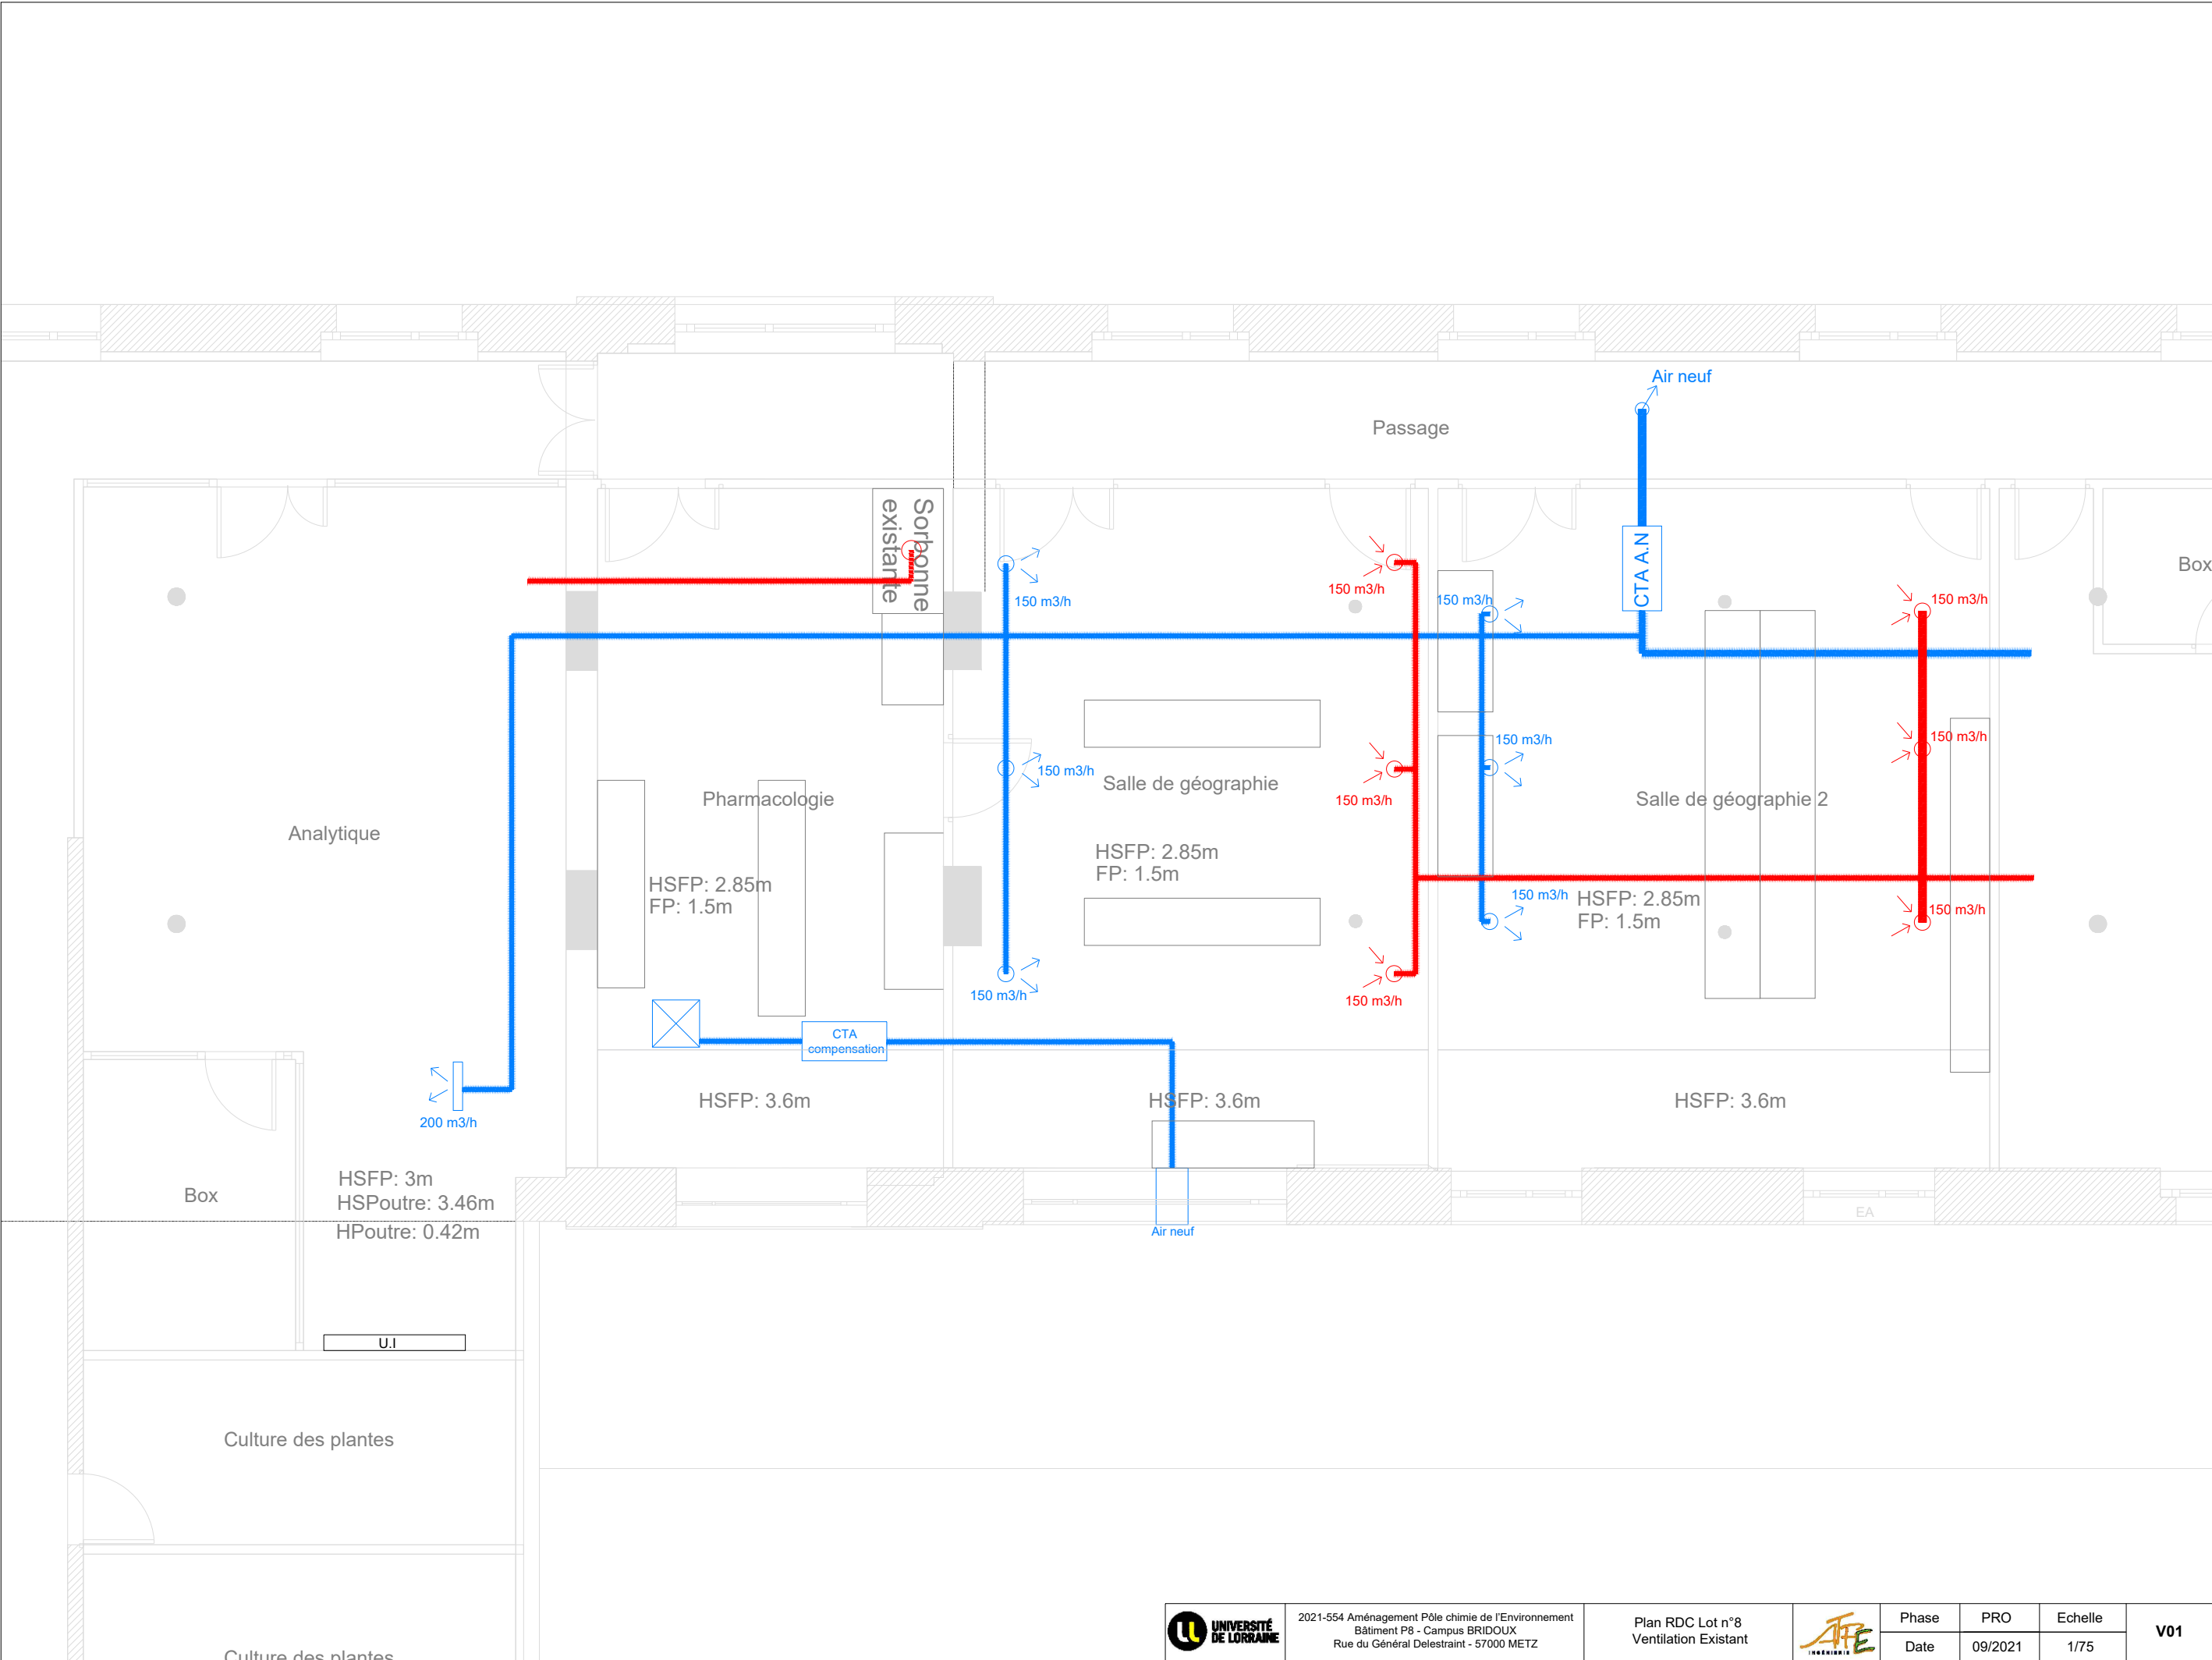 Air neuf
Passage
Sorbonne
existante
CTA A.N
Box
150 m3/h
150 m3/h
150 m3/h
150 m3/h
150 m3/h
150 m3/h
150 m3/h
150 m3/h
Salle de géographie
Pharmacologie
Salle de géographie 2
150 m3/h
Analytique
HSFP: 2.85m
FP: 1.5m
HSFP: 2.85m
FP: 1.5m
150 m3/h
HSFP: 2.85m
FP: 1.5m
150 m3/h
150 m3/h
150 m3/h
CTA
compensation
HSFP: 3.6m
HSFP: 3.6m
HSFP: 3.6m
200 m3/h
HSFP: 3m
HSPoutre: 3.46m
HPoutre: 0.42m
Box
EA
Air neuf
U.I
Culture des plantes
Culture des plantes
UNIVERSITÉ
DE LORRAINE
2021-554 Aménagement Pôle chimie de l'Environnement
Bâtiment P8 - Campus BRIDOUX
Rue du Général Delestraint - 57000 METZ
Plan RDC Lot n°8
Ventilation Existant
ATFE
INGÉNIERIE
Phase
PRO
Echelle
Date
09/2021
1/75
V01